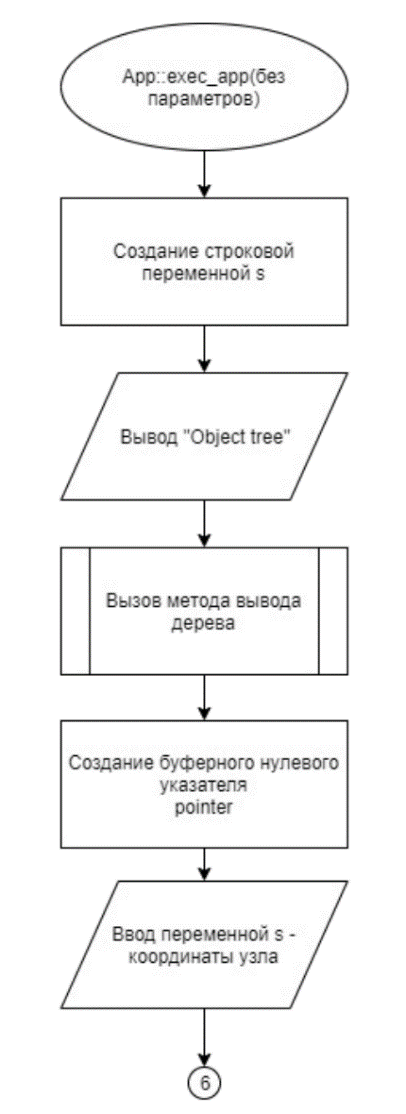 App::exec_app(без
параметров)
Создание строковой
переменной s
Вывод "Object tree"
Вызов метода вывода
дерева
Создание буферного нулевого
указателя
pointer
Ввод переменной s -
координаты узла
6